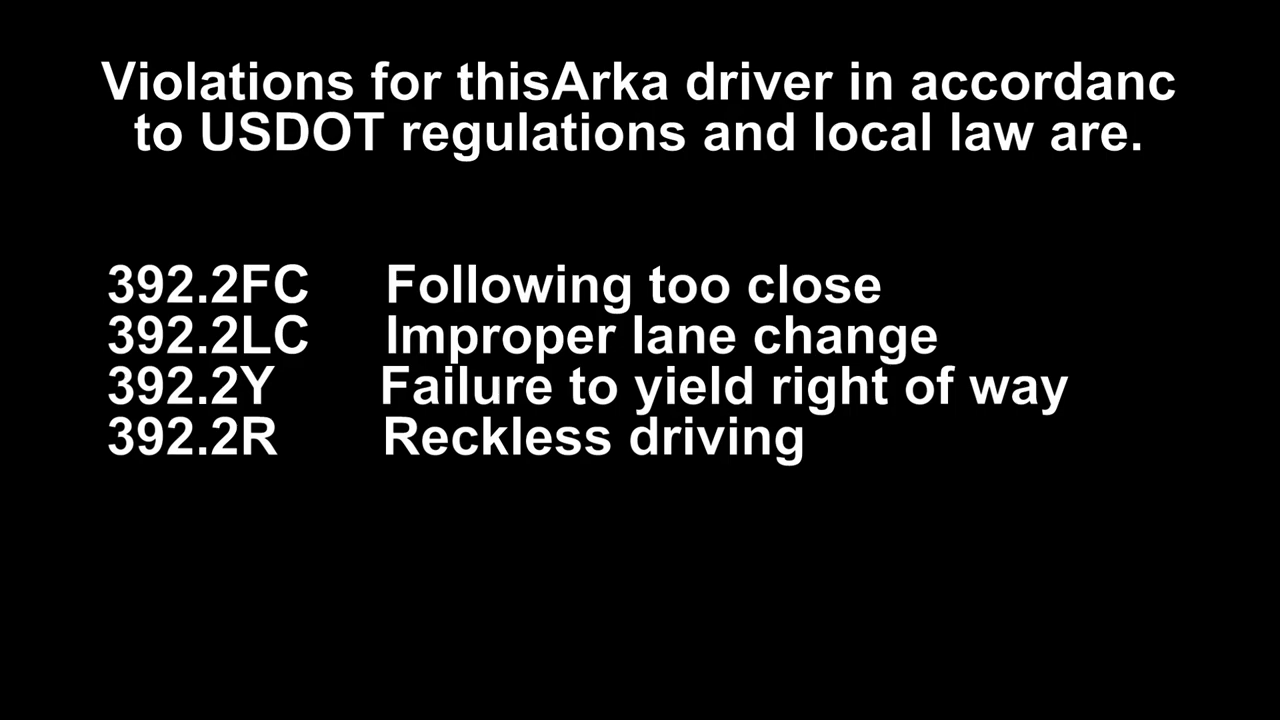 Violations for thisArka driver in accordanc
to USDOT regulations and local law are.
392.2FC Following too close
392.2LC Improper lane change
392.2Y Failure to yield right of way
392.2R Reckless driving